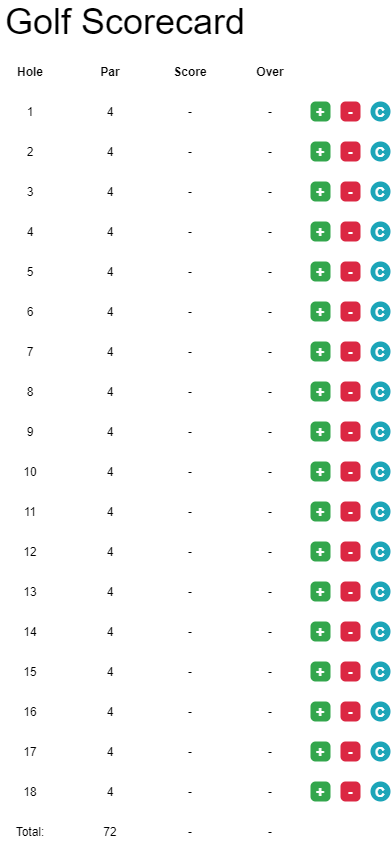 Golf Scorecard
Hole Par Score Over
1 4 - - + - C
2 4 - - + - C
3 4 - - + - C
4 4 - - + - C
5 4 - - + - C
6 4 - - + - C
7 4 - - + - C
8 4 - - + - C
9 4 - - + - C
10 4 - - + - C
11 4 - - + - C
12 4 - - + - C
13 4 - - + - C
14 4 - - + - C
15 4 - - + - C
16 4 - - + - C
17 4 - - + - C
18 4 - - + - C
Total: 72 - -